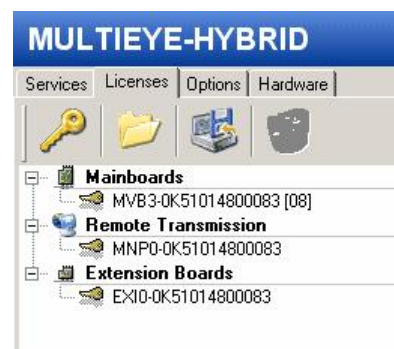 MULTIEYE-HYBRID
Services Licenses Options Hardware
Mainboards
MVB3-0K51014800083 [08]
Remote Transmission
MNP0-0K51014800083
Extension Boards
EXI0-0K51014800083